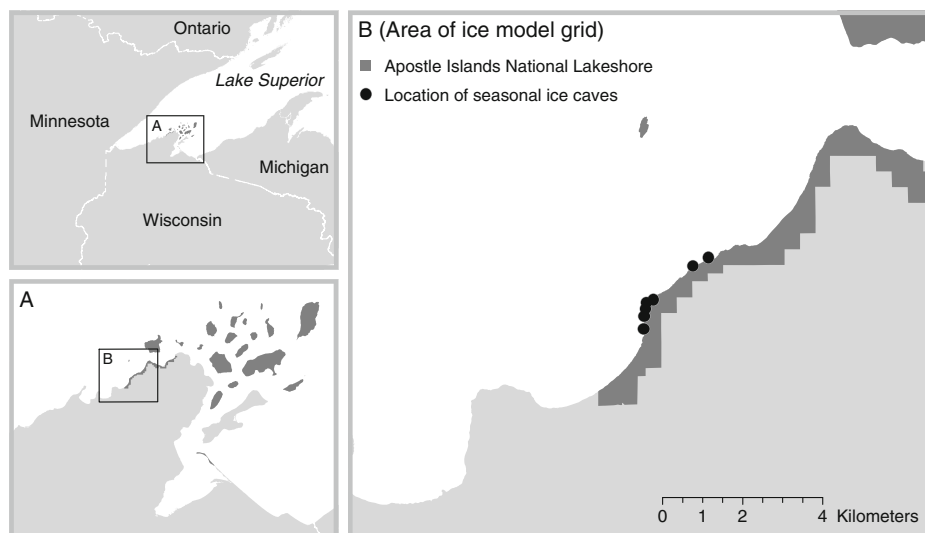 Ontario
Lake Superior
Minnesota
A
Michigan
Wisconsin
A
B
B (Area of ice model grid)
Apostle Islands National Lakeshore
Location of seasonal ice caves
0 1 2 4 Kilometers